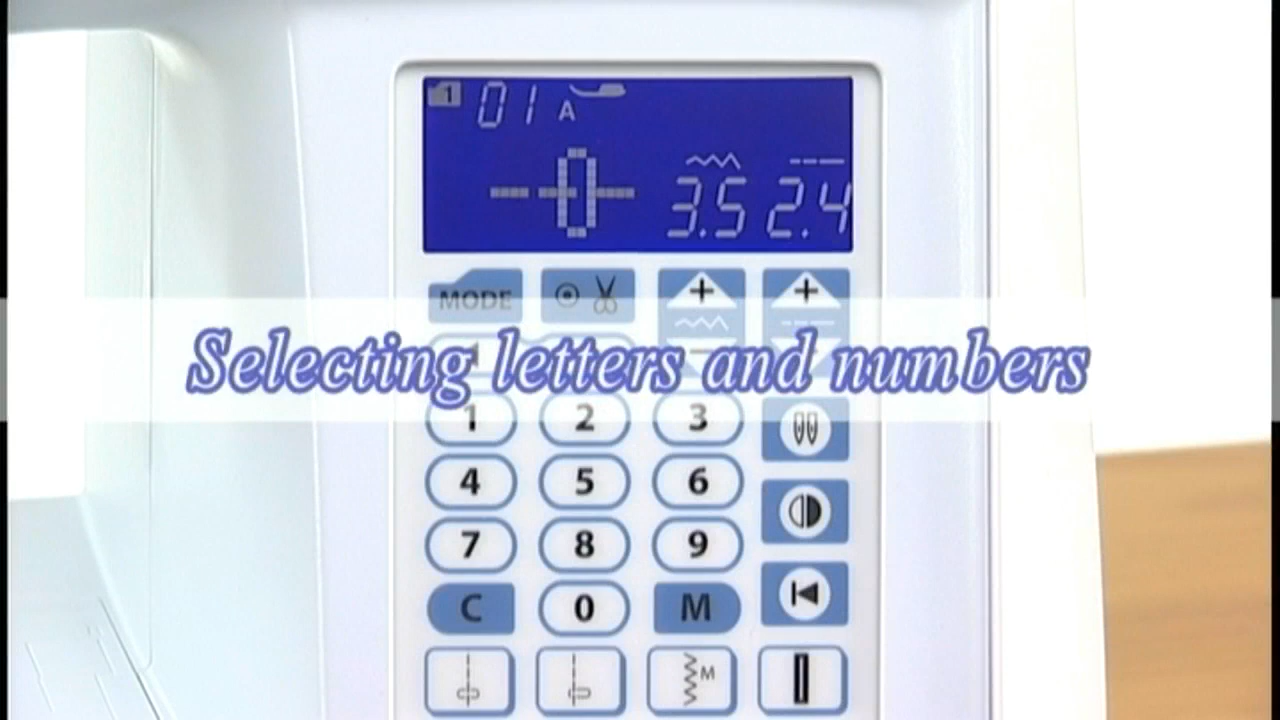 1 01 A
3.5 2.4
MODE
+ +
Selecting letters and numbers
1 2 3
4 5 6
7 8 9
C 0 M
M